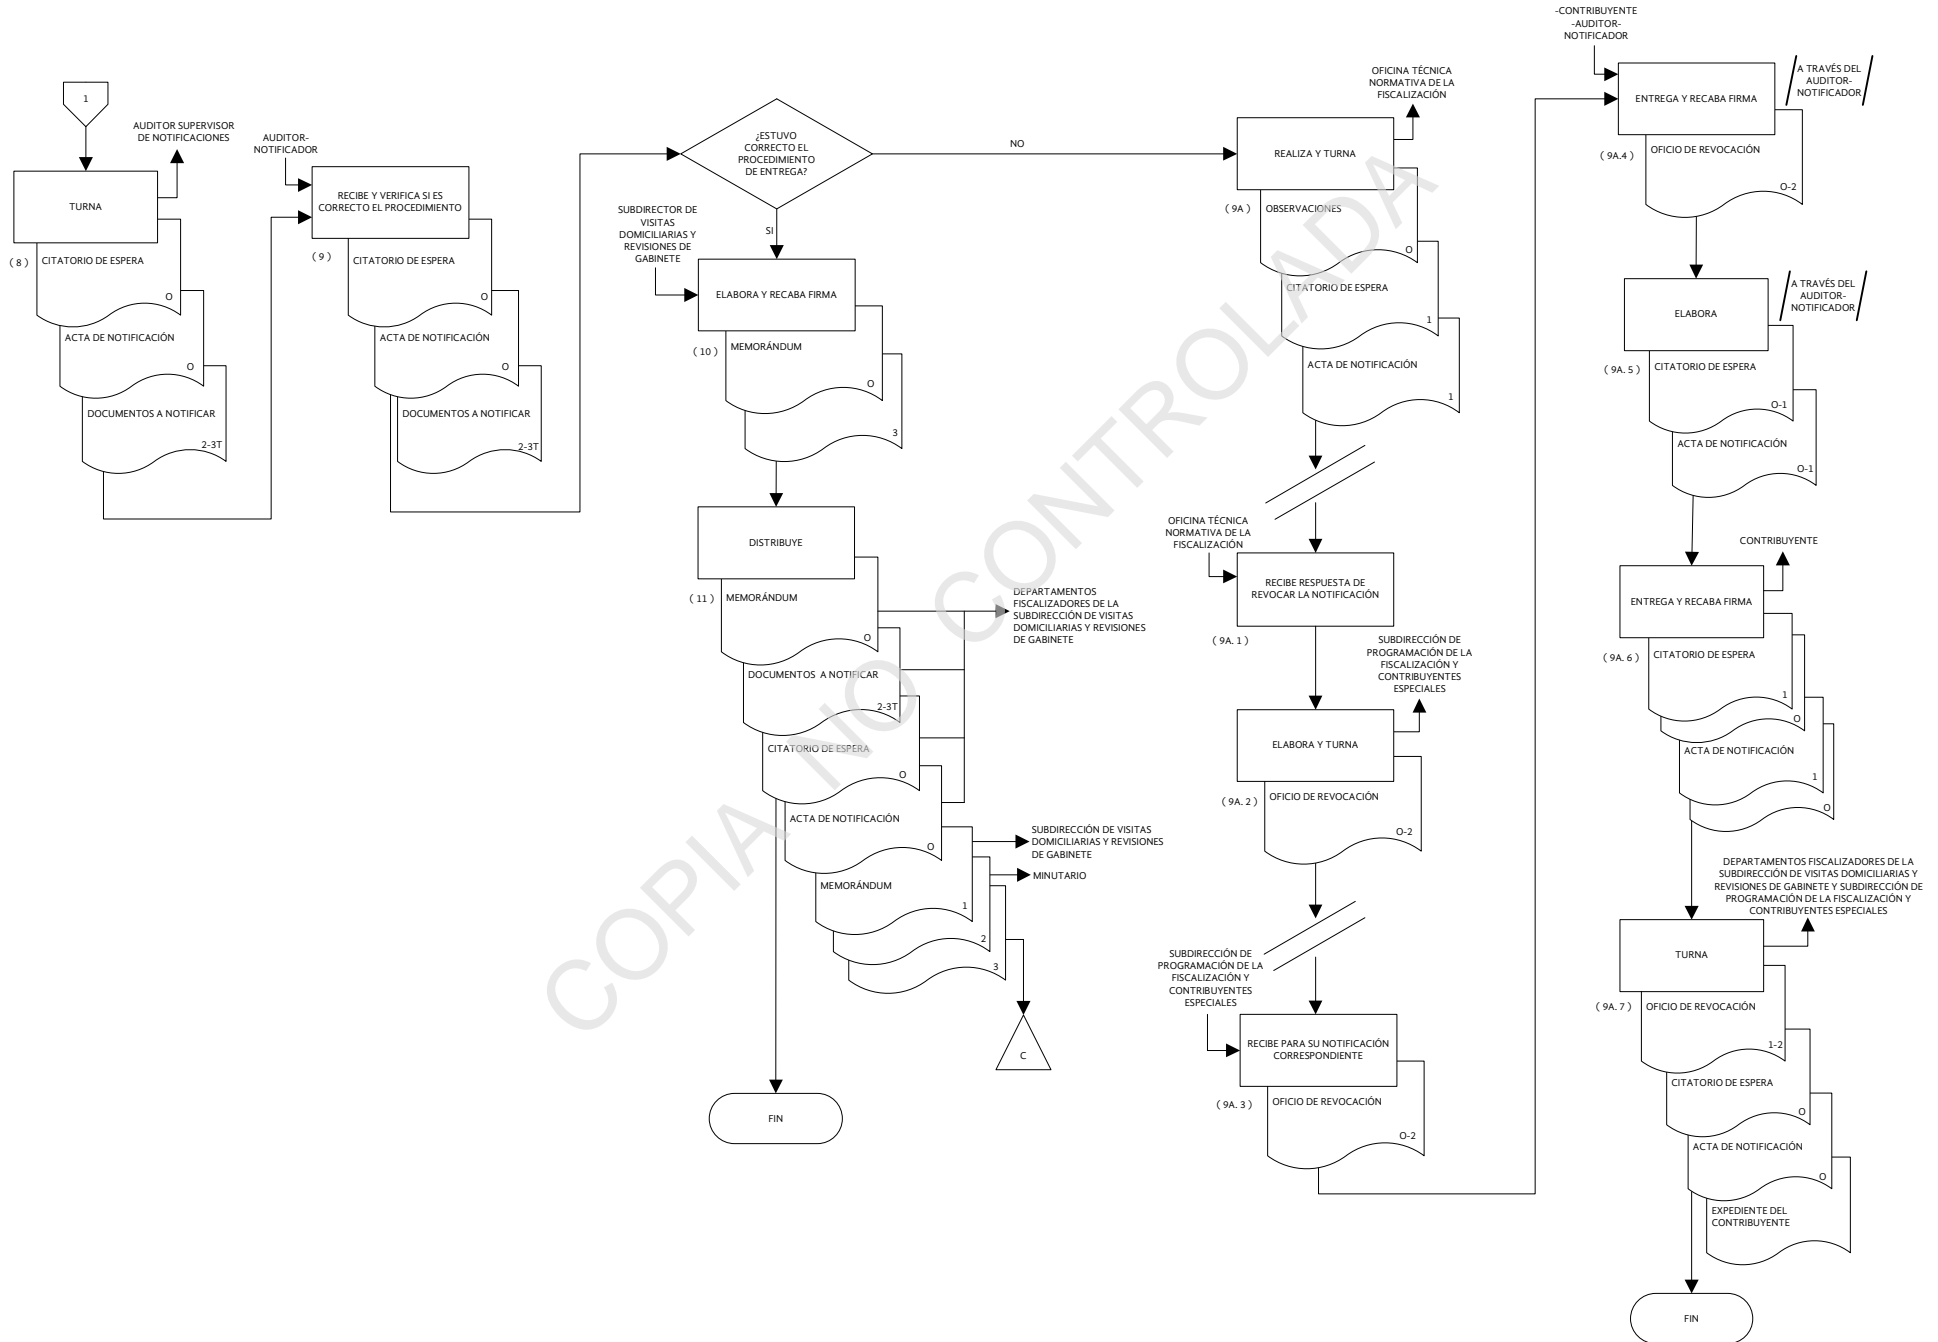 1
AUDITOR SUPERVISOR
DE NOTIFICACIONES
TURNA
( 8 )
CITATORIO DE ESPERA
O
ACTA DE NOTIFICACIÓN
O
DOCUMENTOS A NOTIFICAR
2-3T
AUDITOR-
NOTIFICADOR
RECIBE Y VERIFICA SI ES
CORRECTO EL PROCEDIMIENTO
( 9 )
CITATORIO DE ESPERA
O
ACTA DE NOTIFICACIÓN
O
DOCUMENTOS A NOTIFICAR
2-3T
¿ESTUVO
CORRECTO EL
PROCEDIMIENTO
DE ENTREGA?
NO
SI
SUBDIRECTOR DE
VISITAS
DOMICILIARIAS Y
REVISIONES DE
GABINETE
ELABORA Y RECABA FIRMA
( 10 )
MEMORÁNDUM
O
3
DISTRIBUYE
( 11 )
MEMORÁNDUM
O
DEPARTAMENTOS
FISCALIZADORES DE LA
SUBDIRECCIÓN DE VISITAS
DOMICILIARIAS Y REVISIONES
DE GABINETE
DOCUMENTOS A NOTIFICAR
2-3T
CITATORIO DE ESPERA
O
ACTA DE NOTIFICACIÓN
O
SUBDIRECCIÓN DE VISITAS
DOMICILIARIAS Y REVISIONES
DE GABINETE
MINUTARIO
MEMORÁNDUM
1
2
3
C
FIN
OFICINA TÉCNICA
NORMATIVA DE LA
FISCALIZACIÓN
REALIZA Y TURNA
( 9A )
OBSERVACIONES
O
CITATORIO DE ESPERA
1
ACTA DE NOTIFICACIÓN
1
OFICINA TÉCNICA
NORMATIVA DE LA
FISCALIZACIÓN
RECIBE RESPUESTA DE
REVOCAR LA NOTIFICACIÓN
( 9A. 1 )
SUBDIRECCIÓN DE
PROGRAMACIÓN DE LA
FISCALIZACIÓN Y
CONTRIBUYENTES
ESPECIALES
ELABORA Y TURNA
( 9A. 2 )
OFICIO DE REVOCACIÓN
O-2
SUBDIRECCIÓN DE
PROGRAMACIÓN DE LA
FISCALIZACIÓN Y
CONTRIBUYENTES
ESPECIALES
RECIBE PARA SU NOTIFICACIÓN
CORRESPONDIENTE
( 9A. 3 )
OFICIO DE REVOCACIÓN
O-2
-CONTRIBUYENTE
-AUDITOR-
NOTIFICADOR
ENTREGA Y RECABA FIRMA
A TRAVÉS DEL
AUDITOR-
NOTIFICADOR
( 9A.4 )
OFICIO DE REVOCACIÓN
O-2
ELABORA
A TRAVÉS DEL
AUDITOR-
NOTIFICADOR
( 9A. 5 )
CITATORIO DE ESPERA
O-1
ACTA DE NOTIFICACIÓN
O-1
CONTRIBUYENTE
ENTREGA Y RECABA FIRMA
( 9A. 6 )
CITATORIO DE ESPERA
1
O
ACTA DE NOTIFICACIÓN
1
O
DEPARTAMENTOS FISCALIZADORES DE LA
SUBDIRECCIÓN DE VISITAS DOMICILIARIAS Y
REVISIONES DE GABINETE Y SUBDIRECCIÓN DE
PROGRAMACIÓN DE LA FISCALIZACIÓN Y
CONTRIBUYENTES ESPECIALES
TURNA
( 9A. 7 )
OFICIO DE REVOCACIÓN
1-2
CITATORIO DE ESPERA
O
ACTA DE NOTIFICACIÓN
O
EXPEDIENTE DEL
CONTRIBUYENTE
FIN
COPIA NO CONTROLADA